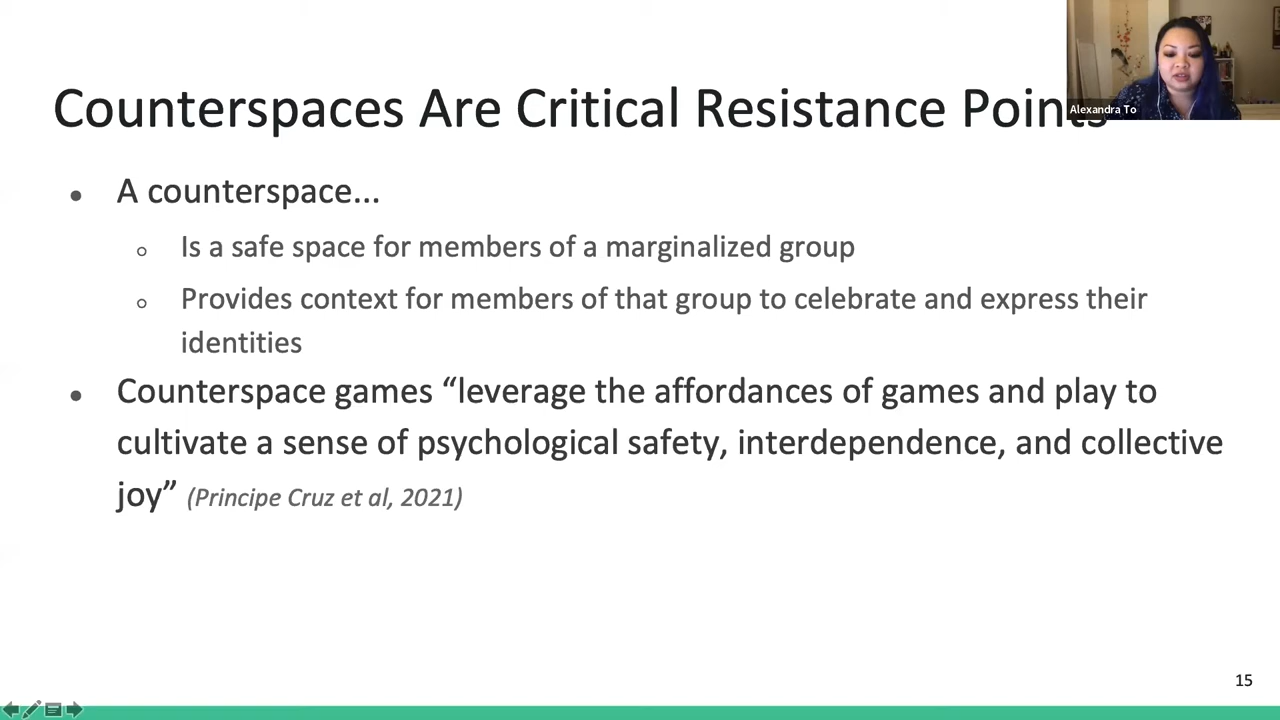 Counterspaces Are Critical Resistance Points
Alexandra To
• A counterspace...
○ Is a safe space for members of a marginalized group
○ Provides context for members of that group to celebrate and express their
identities
• Counterspace games “leverage the affordances of games and play to
cultivate a sense of psychological safety, interdependence, and collective
joy” (Principe Cruz et al, 2021)
15